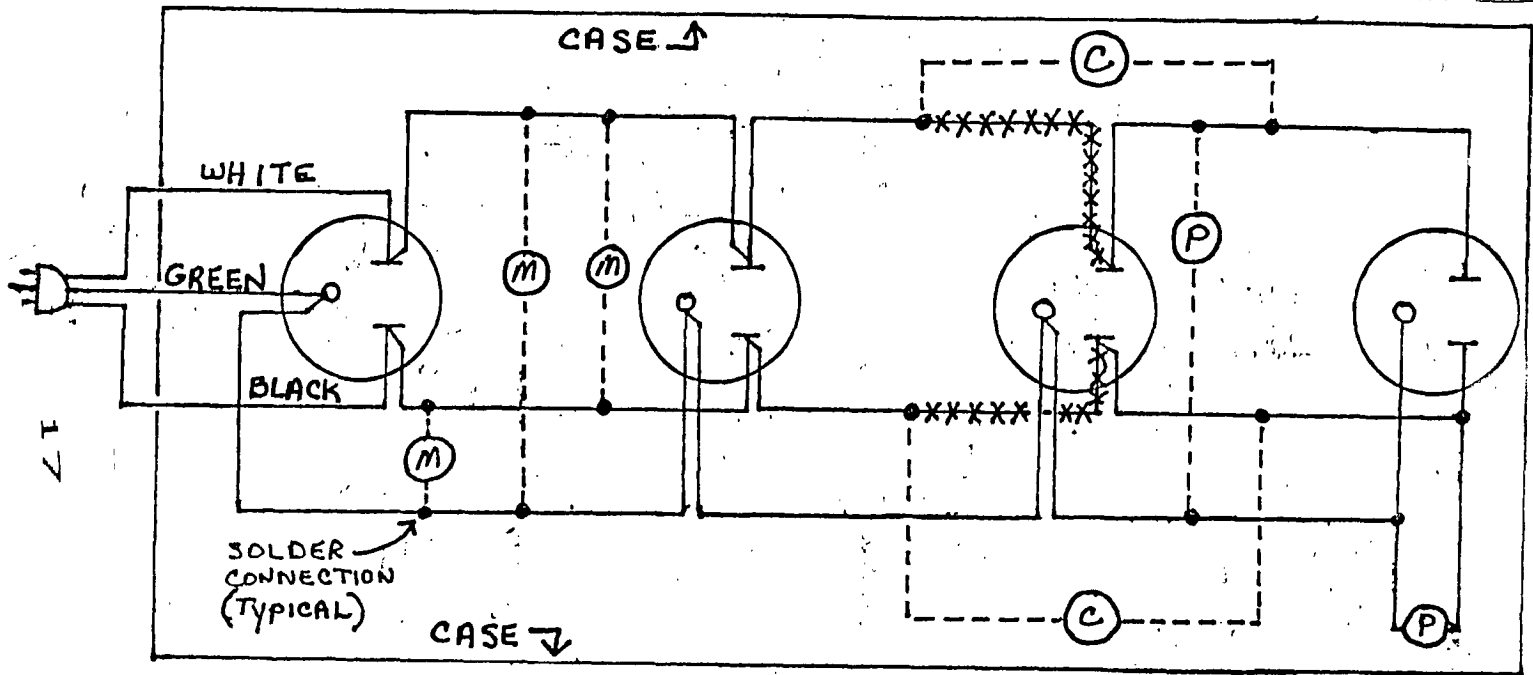 CASE
C
WHITE
P
GREEN
M
M
BLACK
M
17
SOLDER
CONNECTION
(TYPICAL)
C
P
CASE